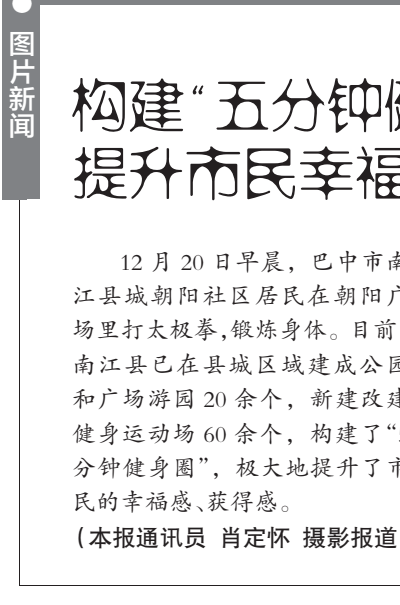 图片新闻
构建“五分钟健
提升市民幸福
12 月 20 日早晨，巴中市南
江县城朝阳社区居民在朝阳广
场里打太极拳,锻炼身体。目前
南江县已在县城区域建成公园
和广场游园 20 余个，新建改建
健身运动场 60 余个，构建了“
分钟健身圈”，极大地提升了市
民的幸福感、获得感。
（本报通讯员 肖定怀 摄影报道